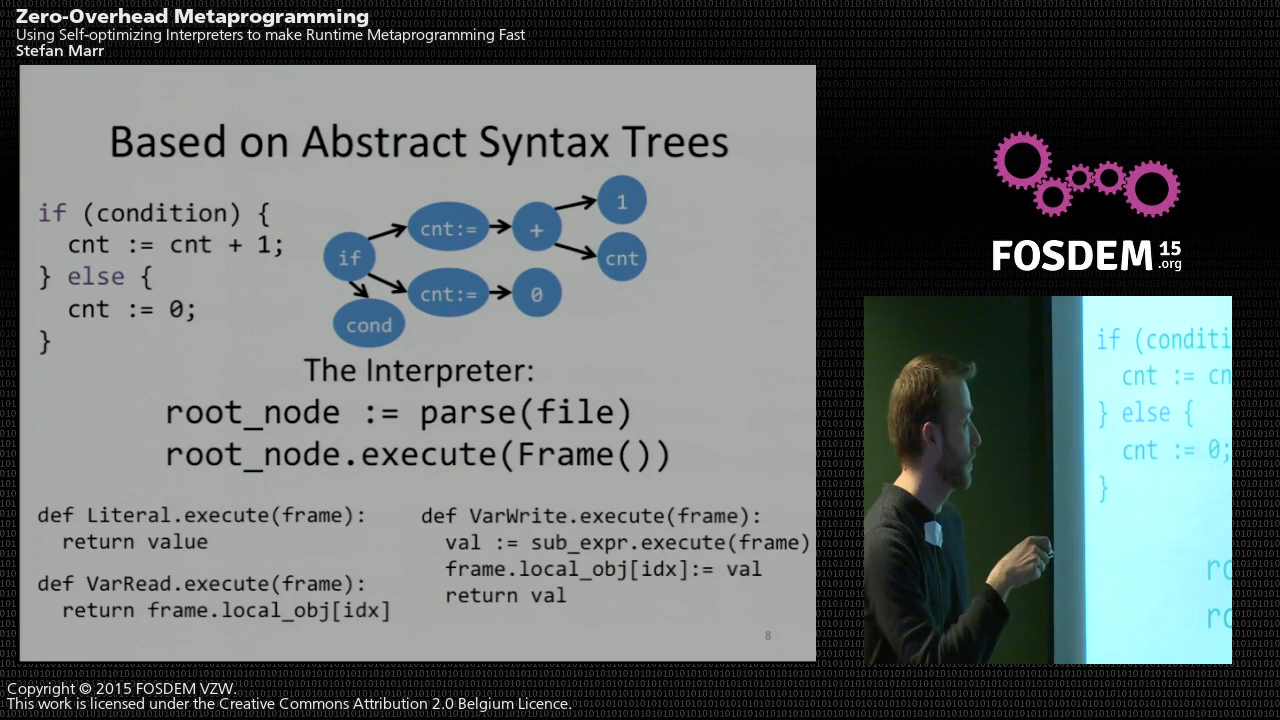 Zero-Overhead Metaprogramming
Using Self-optimizing Interpreters to make Runtime Metaprogramming Fast
Stefan Marr
Based on Abstract Syntax Trees
if (condition) {
  cnt := cnt + 1;
} else {
  cnt := 0;
}
if
cnt:=
+
1
cnt
cnt:=
0
cond
The Interpreter:
root_node := parse(file)
root_node.execute(Frame())
def Literal.execute(frame):
  return value
def VarRead.execute(frame):
  return frame.local_obj[idx]
def VarWrite.execute(frame):
  val := sub_expr.execute(frame)
  frame.local_obj[idx]:= val
  return val
8
FOSDEM 15
.org
if (conditi
  cnt := cn
} else {
  cnt := 0;
}
ro
ro
Copyright © 2015 FOSDEM VZW.
This work is licensed under the Creative Commons Attribution 2.0 Belgium Licence.